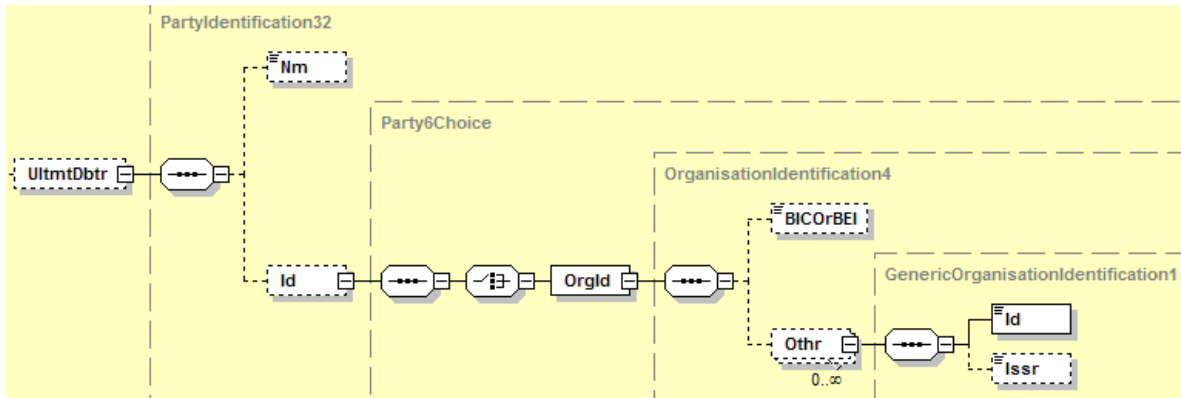 PartyIdentification32
Nm
Party6Choice
UltmtDbtr
OrganisationIdentification4
BICOrBEI
GenericOrganisationIdentification1
Id
OrgId
Id
Othr
0..∞
Issr